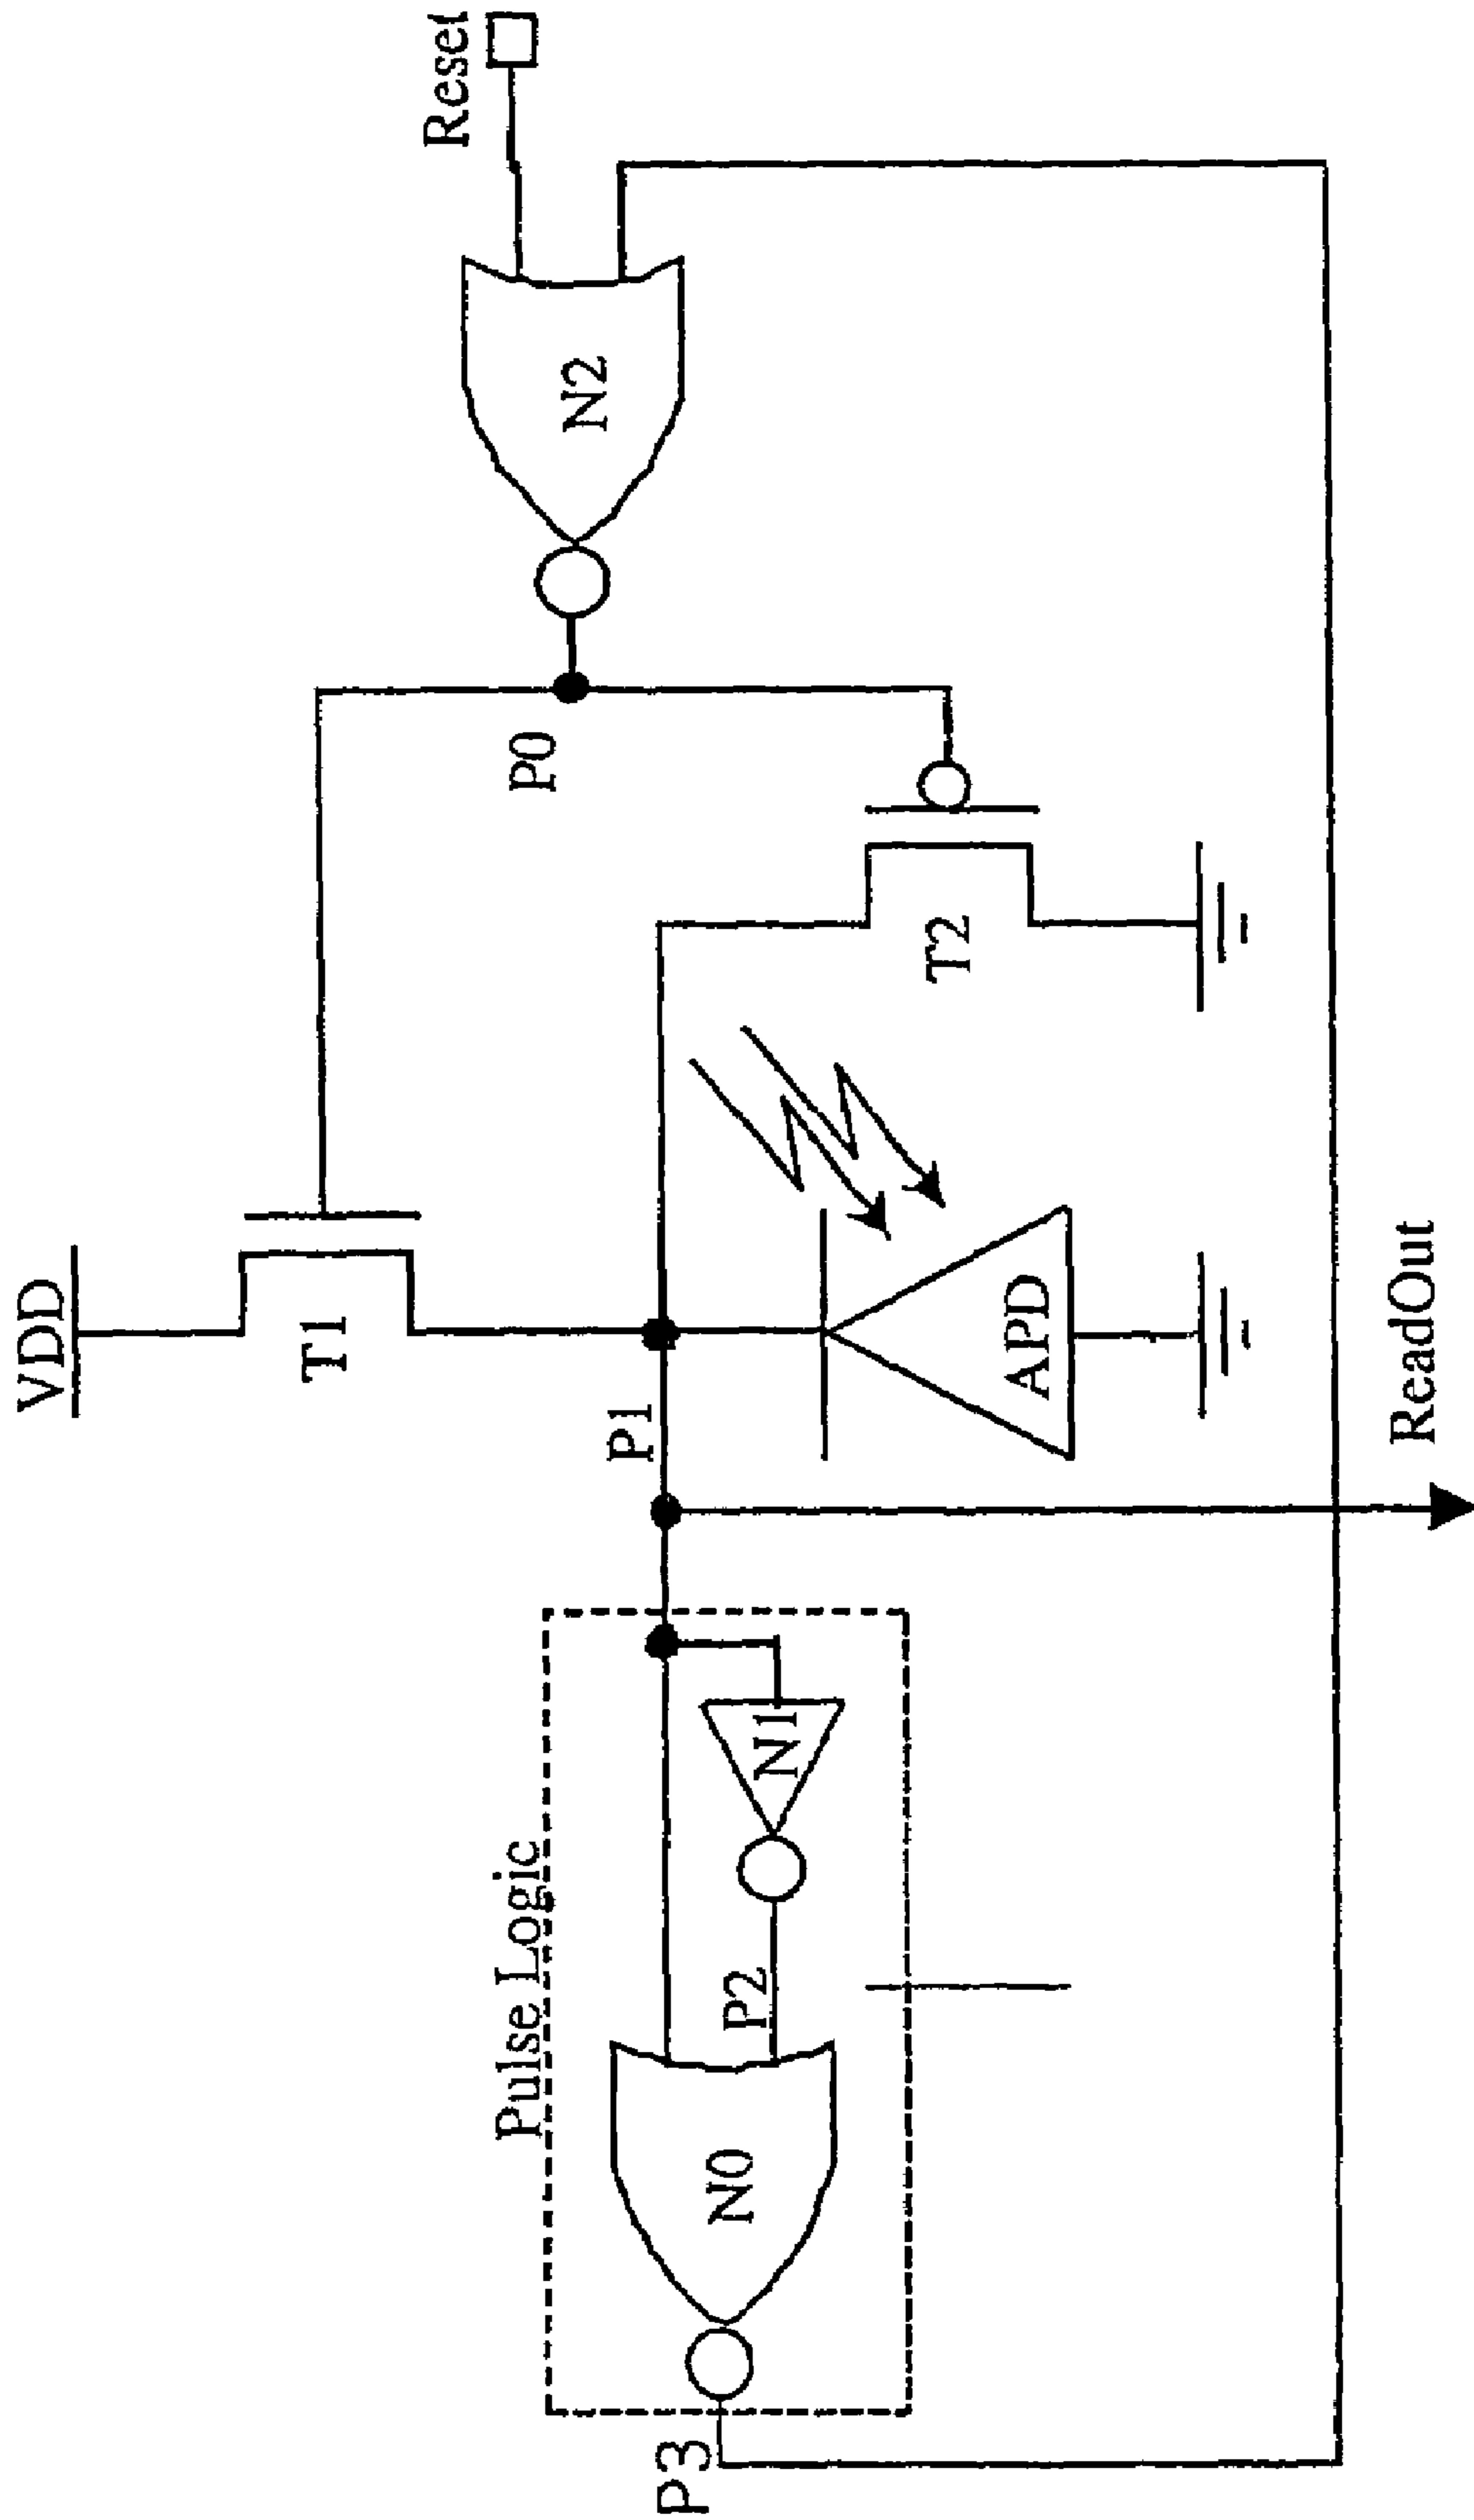 VDD
Reset
T1
P0
N2
P1
T2
Pulse Logic
N1
P2
N0
APD
P3
ReadOut